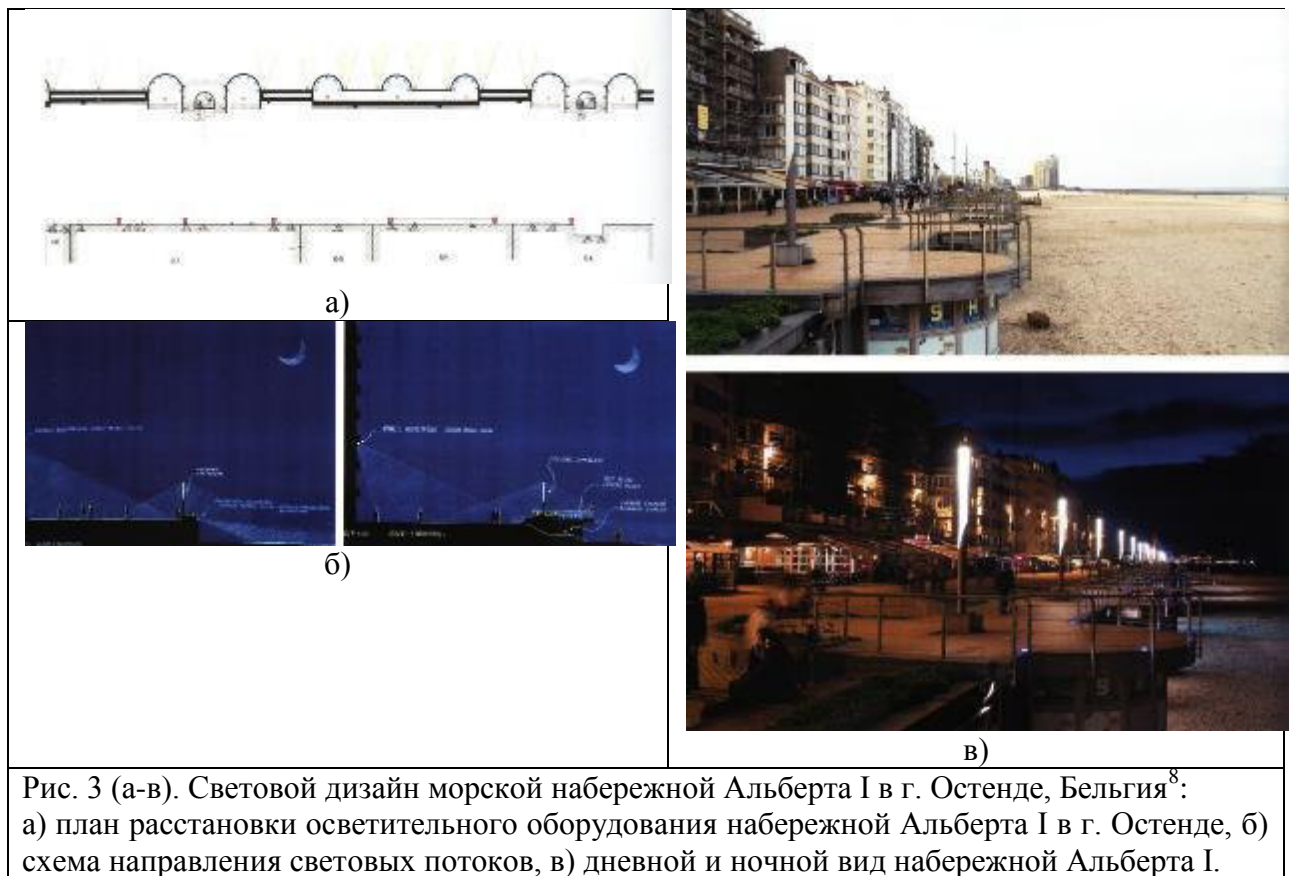 а)
б)
S H
S
в)
Рис. 3 (а-в). Световой дизайн морской набережной Альберта I в г. Остенде, Бельгия8:
а) план расстановки осветительного оборудования набережной Альберта I в г. Остенде, б)
схема направления световых потоков, в) дневной и ночной вид набережной Альберта I.